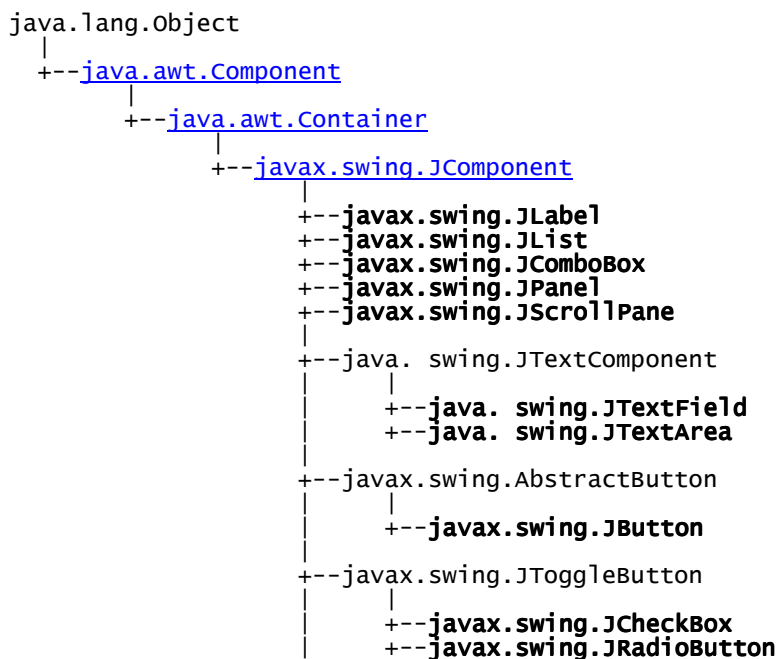 java.lang.Object
|
+--java.awt.Component
|
+--java.awt.Container
|
+--javax.swing.JComponent
|
+--javax.swing.JLabel
+--javax.swing.JList
+--javax.swing.JComboBox
+--javax.swing.JPanel
+--javax.swing.JScrollPane
|
+--java. swing.JTextComponent
| |
| +--java. swing.JTextField
| +--java. swing.JTextArea
|
+--javax.swing.AbstractButton
| |
| +--javax.swing.JButton
|
+--javax.swing.JToggleButton
| |
| +--javax.swing.JCheckBox
| +--javax.swing.JRadioButton